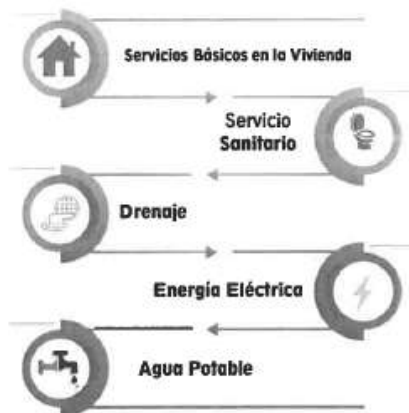 Servicios Básicos en la Vivienda
Servicio
Sanitario
Drenaje
Energía Eléctrica
Agua Potable